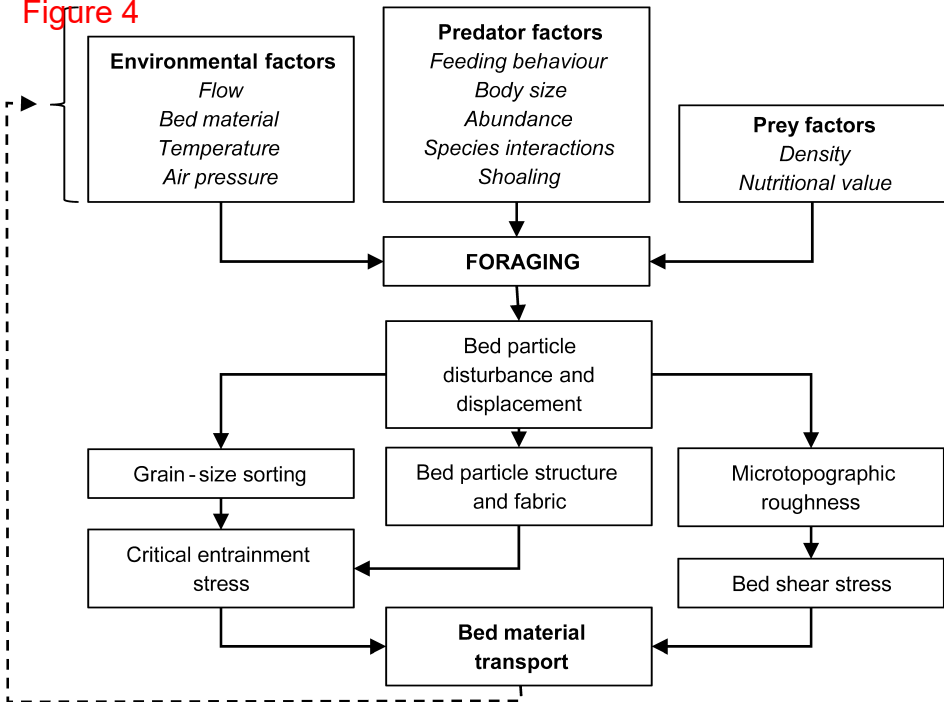 Figure 4
Environmental factors
Flow
Bed material
Temperature
Air pressure
Predator factors
Feeding behaviour
Body size
Abundance
Species interactions
Shoaling
Prey factors
Density
Nutritional value
FORAGING
Bed particle
disturbance and
displacement
Grain-size sorting
Bed particle structure
and fabric
Microtopographic
roughness
Critical entrainment
stress
Bed shear stress
Bed material
transport